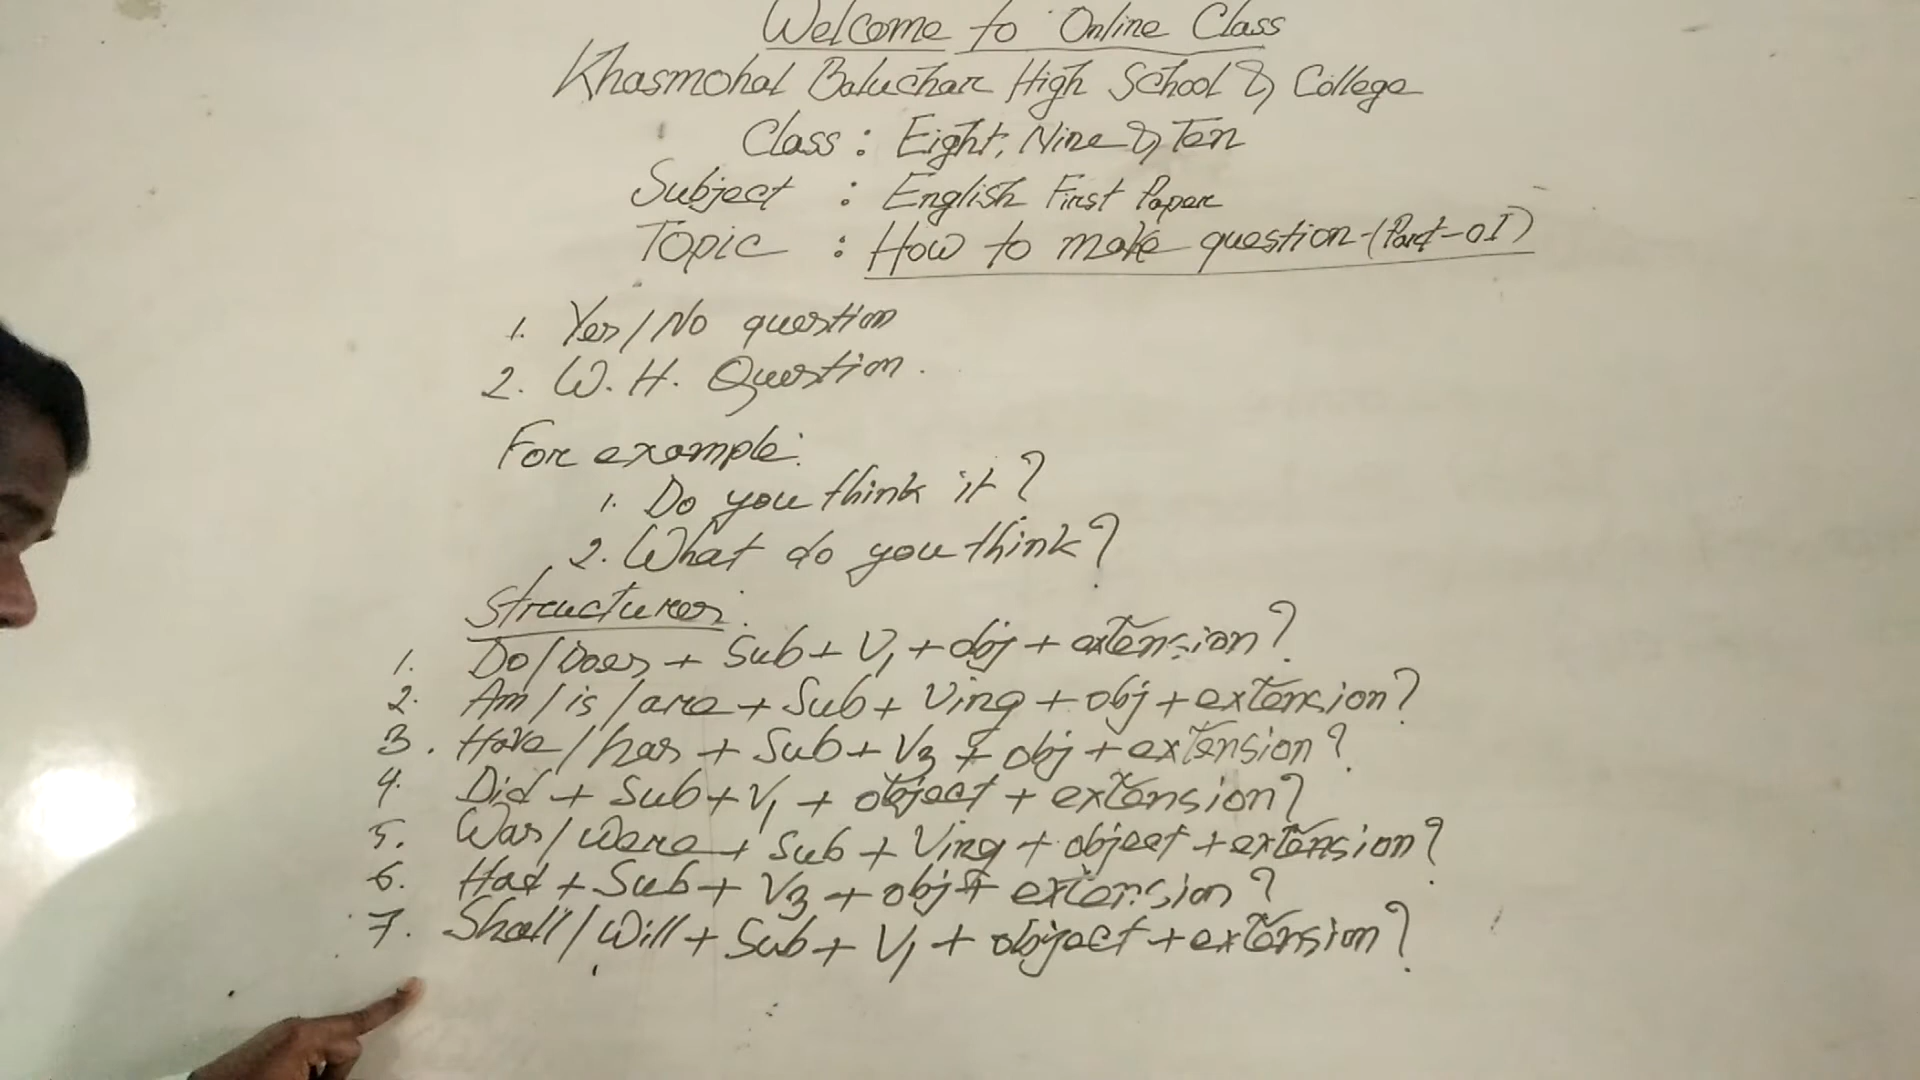 Welcome to Online Class
Khasmohal Baluchar High School & College
Class : Eight, Nine & Ten
Subject : English First Paper
Topic : How to make question-(Part-01)
1. Yes/No question
2. W. H. Question.
For example:
1. Do you think it?
2. What do you think?
Structures:
1. Do/Does + Sub + V1 + obj + extension?
2. Am/is/are + Sub + Ving + obj + extension?
3. Have/has + Sub + V3 + obj + extension?
4. Did + Sub + V1 + object + extension?
5. Was/were + Sub + Ving + object + extension?
6. Had + Sub + V3 + obj + extension?
7. Shall/Will + Sub + V1 + object + extension?